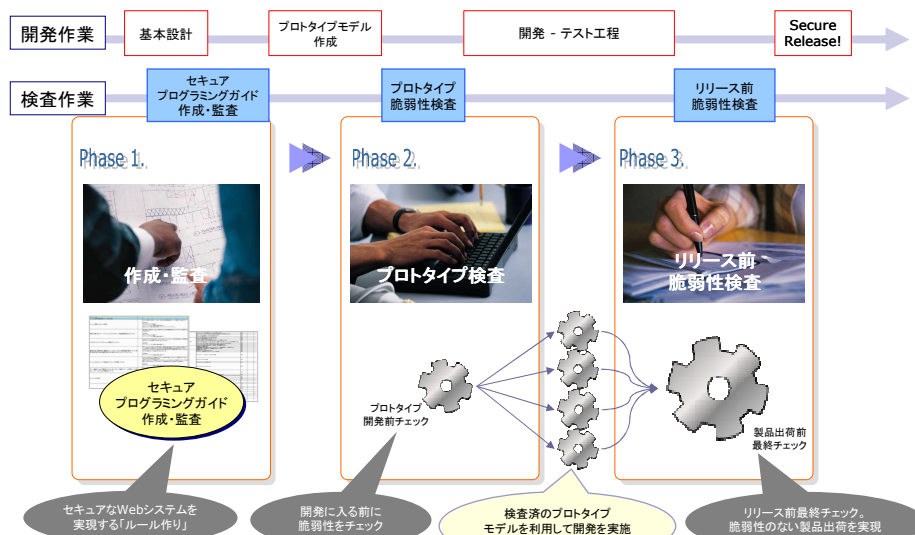 開発作業
基本設計
プロトタイプモデル
作成
開発 - テスト工程
Secure
Release!
検査作業
セキュア
プログラミングガイド
作成・監査
プロトタイプ
脆弱性検査
リリース前
脆弱性検査
Phase 1.
Phase 2.
Phase 3.
作成・監査
プロトタイプ検査
リリース前
脆弱性検査
セキュア
プログラミングガイド
作成・監査
プロトタイプ
開発前チェック
製品出荷前
最終チェック
セキュアなWebシステムを
実現する「ルール作り」
開発に入る前に
脆弱性をチェック
検査済のプロトタイプ
モデルを利用して開発を実施
リリース前最終チェック。
脆弱性のない製品出荷を実現